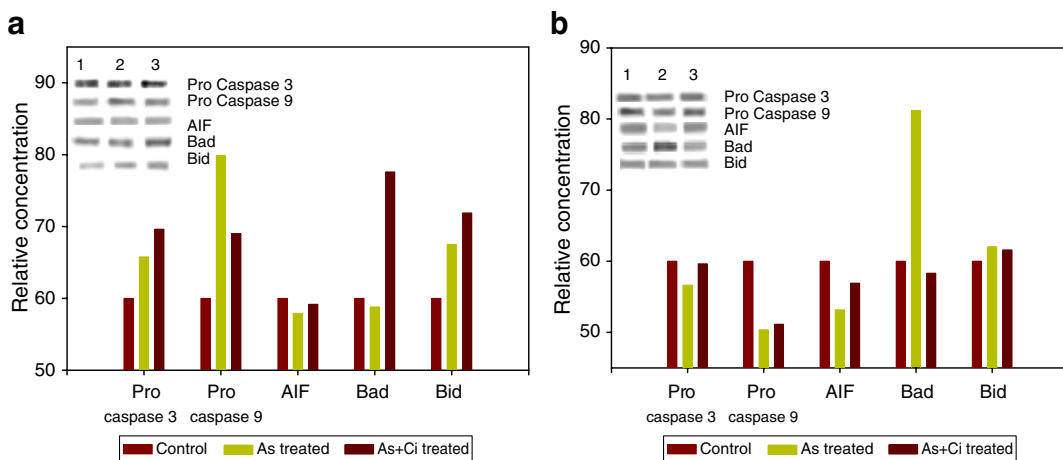 a
90
80
70
60
50
Relative concentration
1 2 3
Pro Caspase 3
Pro Caspase 9
AIF
Bad
Bid
Pro caspase 3
Pro caspase 9
AIF
Bad
Bid
Control As treated As+Ci treated
b
90
80
70
60
50
Relative concentration
1 2 3
Pro Caspase 3
Pro Caspase 9
AIF
Bad
Bid
Pro caspase 3
Pro caspase 9
AIF
Bad
Bid
Control As treated As+Ci treated